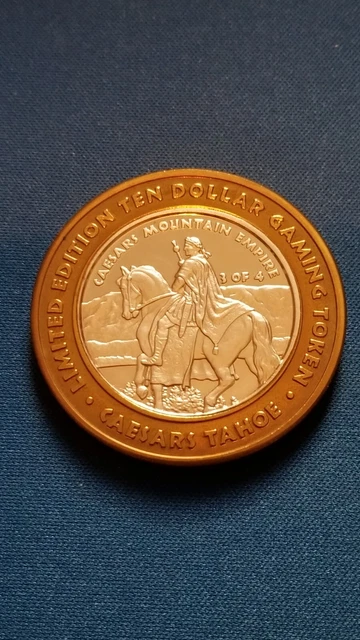 LIMITED EDITION TEN DOLLAR GAMING TOKEN
• CAESARS TAHOE •
CAESARS MOUNTAIN EMPIRE
3 OF 4